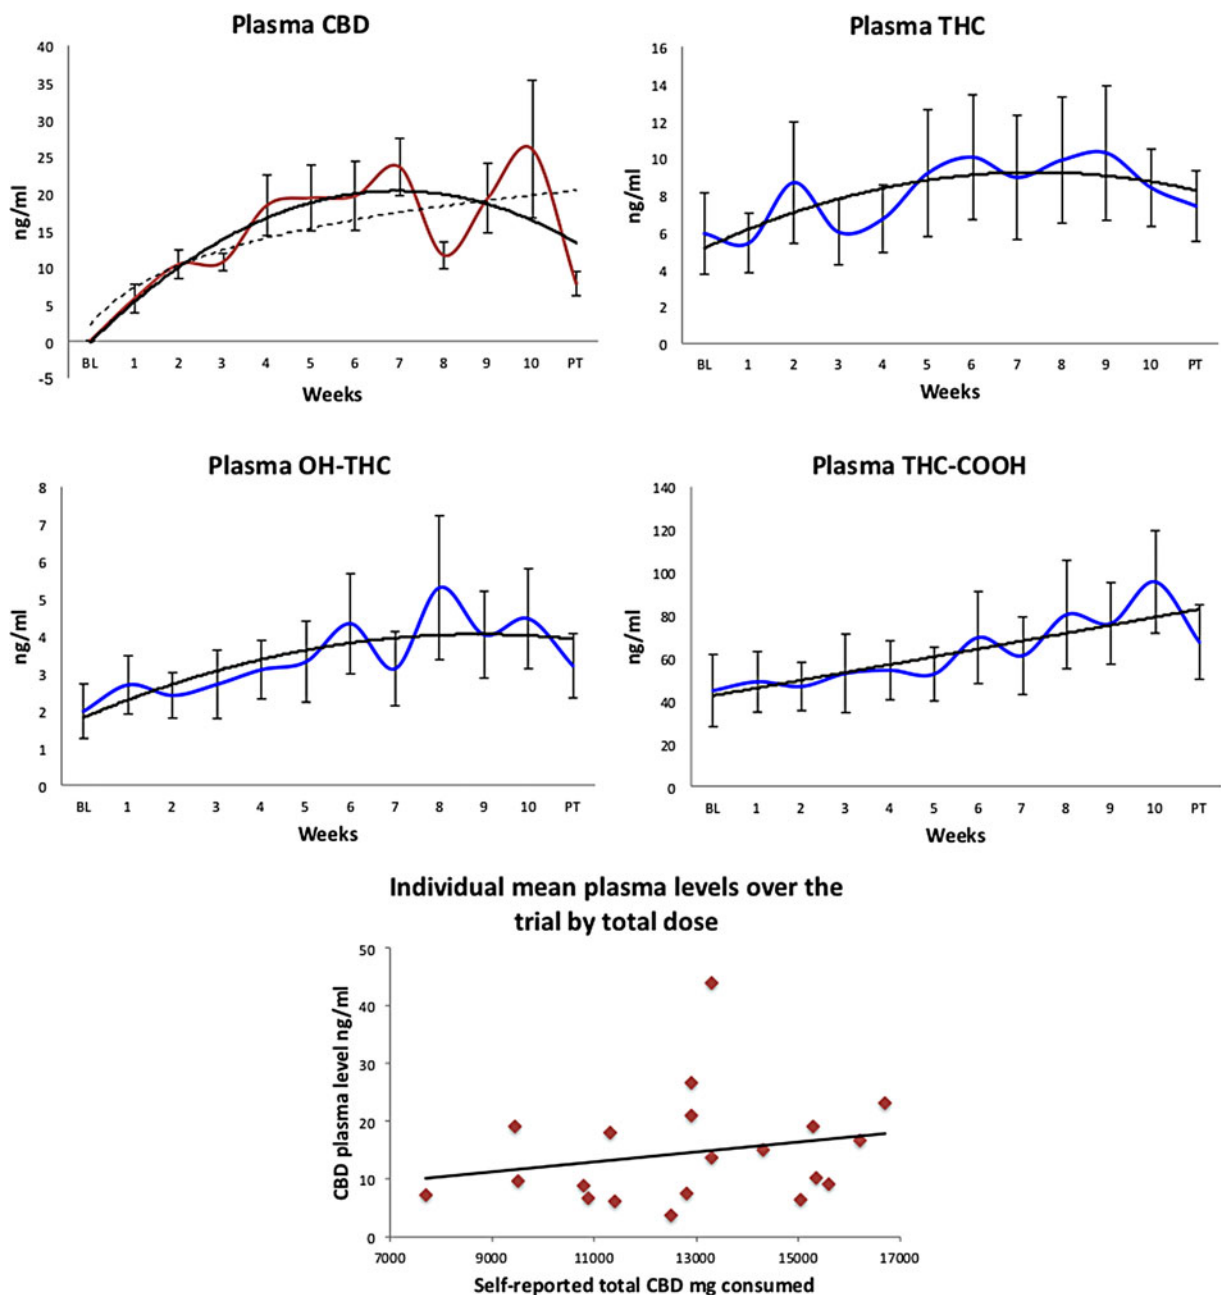 Plasma CBD
40
35
30
25
20
15
10
5
0
-5
ng/ml
BL 1 2 3 4 5 6 7 8 9 10 PT
Weeks
Plasma THC
16
14
12
10
8
6
4
2
0
ng/ml
BL 1 2 3 4 5 6 7 8 9 10 PT
Weeks
Plasma OH-THC
8
7
6
5
4
3
2
1
0
ng/ml
BL 1 2 3 4 5 6 7 8 9 10 PT
Weeks
Plasma THC-COOH
140
120
100
80
60
40
20
0
ng/ml
BL 1 2 3 4 5 6 7 8 9 10 PT
Weeks
Individual mean plasma levels over the
trial by total dose
50
40
30
20
10
0
CBD plasma level ng/ml
7000 9000 11000 13000 15000 17000
Self-reported total CBD mg consumed